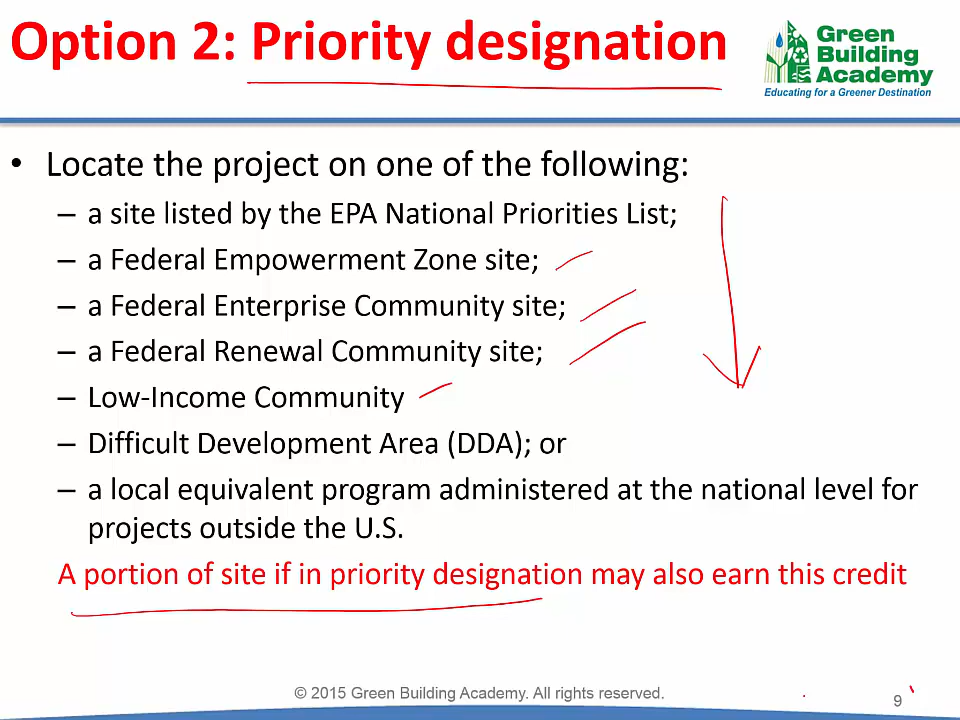 Option 2: Priority designation
Green
Building
Academy
Educating for a Greener Destination
• Locate the project on one of the following:
– a site listed by the EPA National Priorities List;
– a Federal Empowerment Zone site;
– a Federal Enterprise Community site;
– a Federal Renewal Community site;
– Low-Income Community
– Difficult Development Area (DDA); or
– a local equivalent program administered at the national level for
projects outside the U.S.
A portion of site if in priority designation may also earn this credit
© 2015 Green Building Academy. All rights reserved.
9